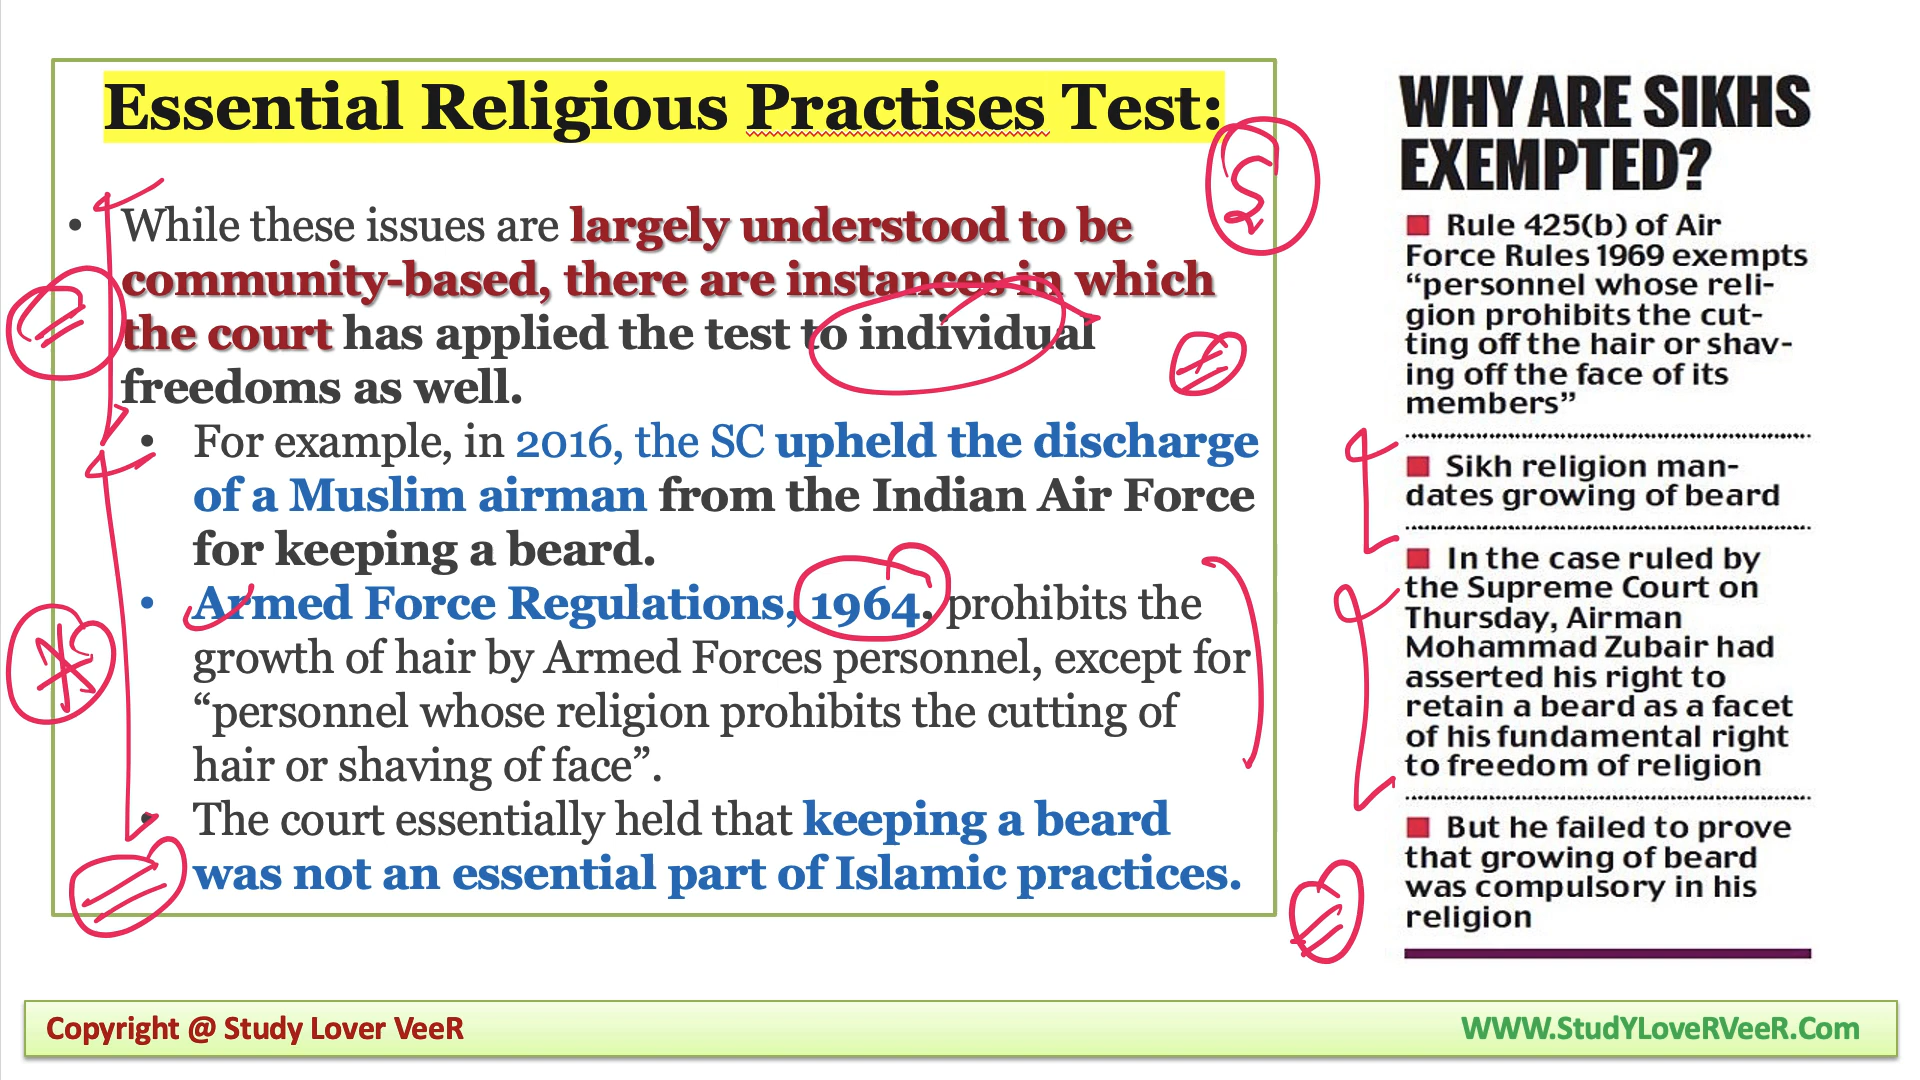 Essential Religious Practises Test:
• While these issues are largely understood to be
community-based, there are instances in which
the court has applied the test to individual
freedoms as well.
• For example, in 2016, the SC upheld the discharge
of a Muslim airman from the Indian Air Force
for keeping a beard.
• Armed Force Regulations, 1964, prohibits the
growth of hair by Armed Forces personnel, except for
“personnel whose religion prohibits the cutting of
hair or shaving of face”.
• The court essentially held that keeping a beard
was not an essential part of Islamic practices.
WHY ARE SIKHS
EXEMPTED?
Rule 425(b) of Air
Force Rules 1969 exempts
“personnel whose reli-
gion prohibits the cut-
ting off the hair or shav-
ing off the face of its
members”
Sikh religion man-
dates growing of beard
In the case ruled by
the Supreme Court on
Thursday, Airman
Mohammad Zubair had
asserted his right to
retain a beard as a facet
of his fundamental right
to freedom of religion
But he failed to prove
that growing of beard
was compulsory in his
religion
Copyright @ Study Lover VeeR
WWW.StudYLoveRVeeR.Com